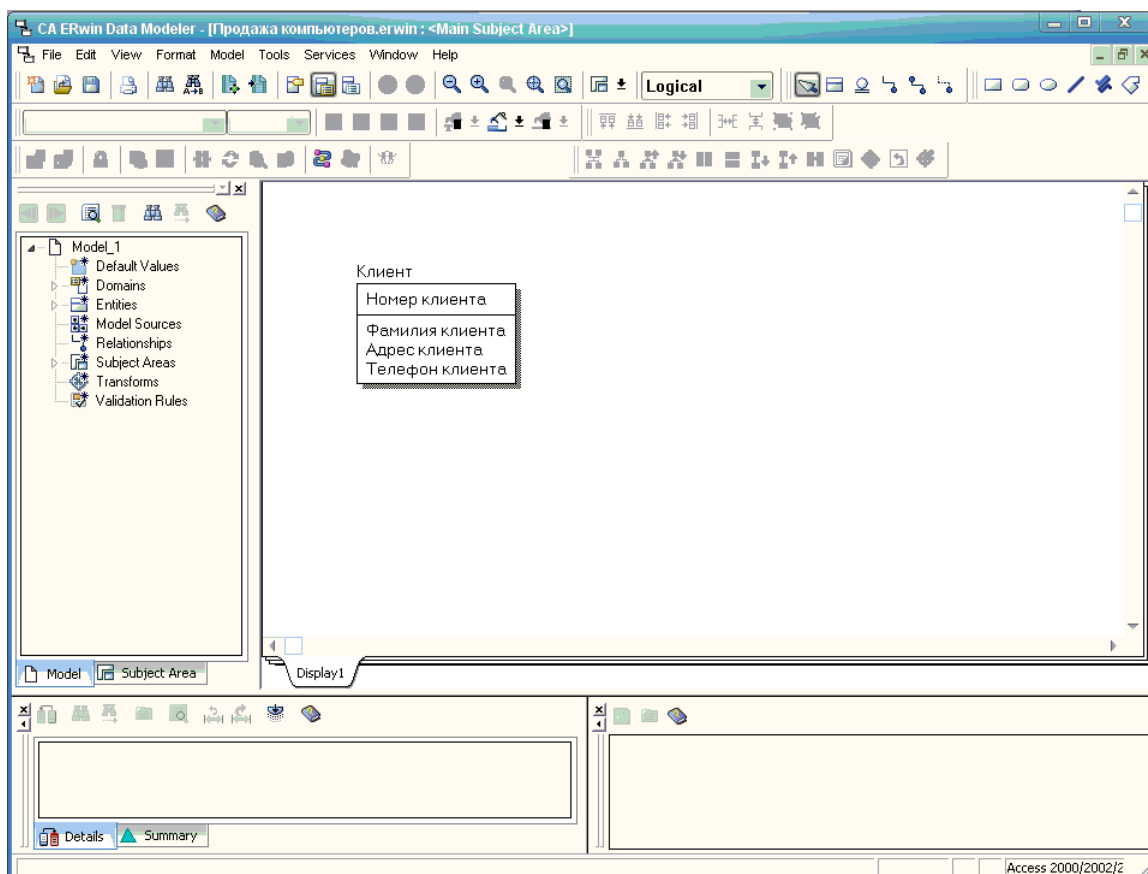 CA ERwin Data Modeler - [Продажа компьютеров.erwin : <Main Subject Area>]
File Edit View Format Model Tools Services Window Help
Logical
Model_1
Default Values
Domains
Entities
Model Sources
Relationships
Subject Areas
Transforms
Validation Rules
Клиент
Номер клиента
Фамилия клиента
Адрес клиента
Телефон клиента
Model Subject Area
Display1
Details Summary
Access 2000/2002/2